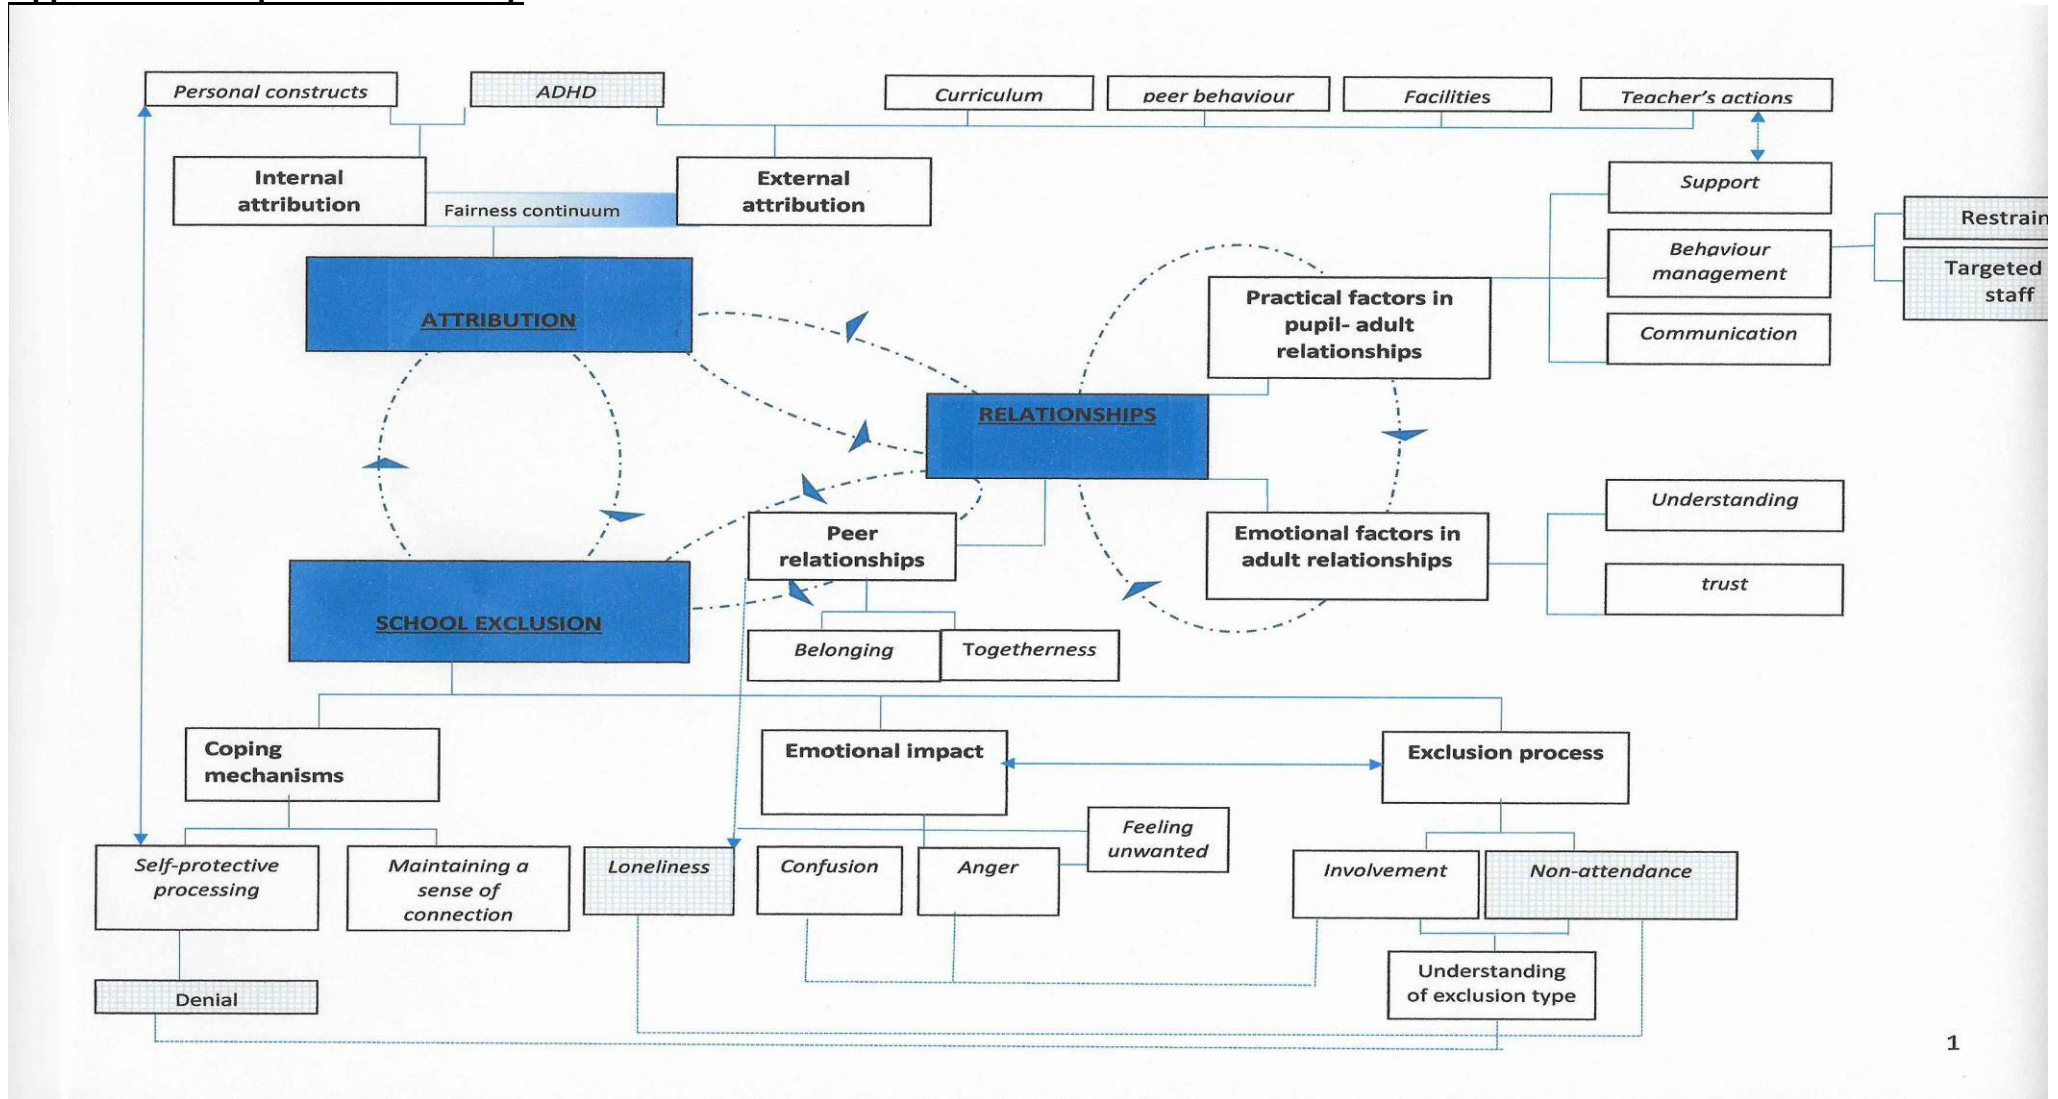 Personal constructs
ADHD
Curriculum
peer behaviour
Facilities
Teacher's actions
Internal
attribution
Fairness continuum
External
attribution
Support
Behaviour
management
Communication
Restrain
Targeted
staff
ATTRIBUTION
Practical factors in
pupil- adult
relationships
RELATIONSHIPS
Understanding
trust
Peer
relationships
Emotional factors in
adult relationships
SCHOOL EXCLUSION
Belonging
Togetherness
Coping
mechanisms
Emotional impact
Exclusion process
Self-protective
processing
Maintaining a
sense of
connection
Loneliness
Confusion
Anger
Feeling
unwanted
Involvement
Non-attendance
Denial
Understanding
of exclusion type
1